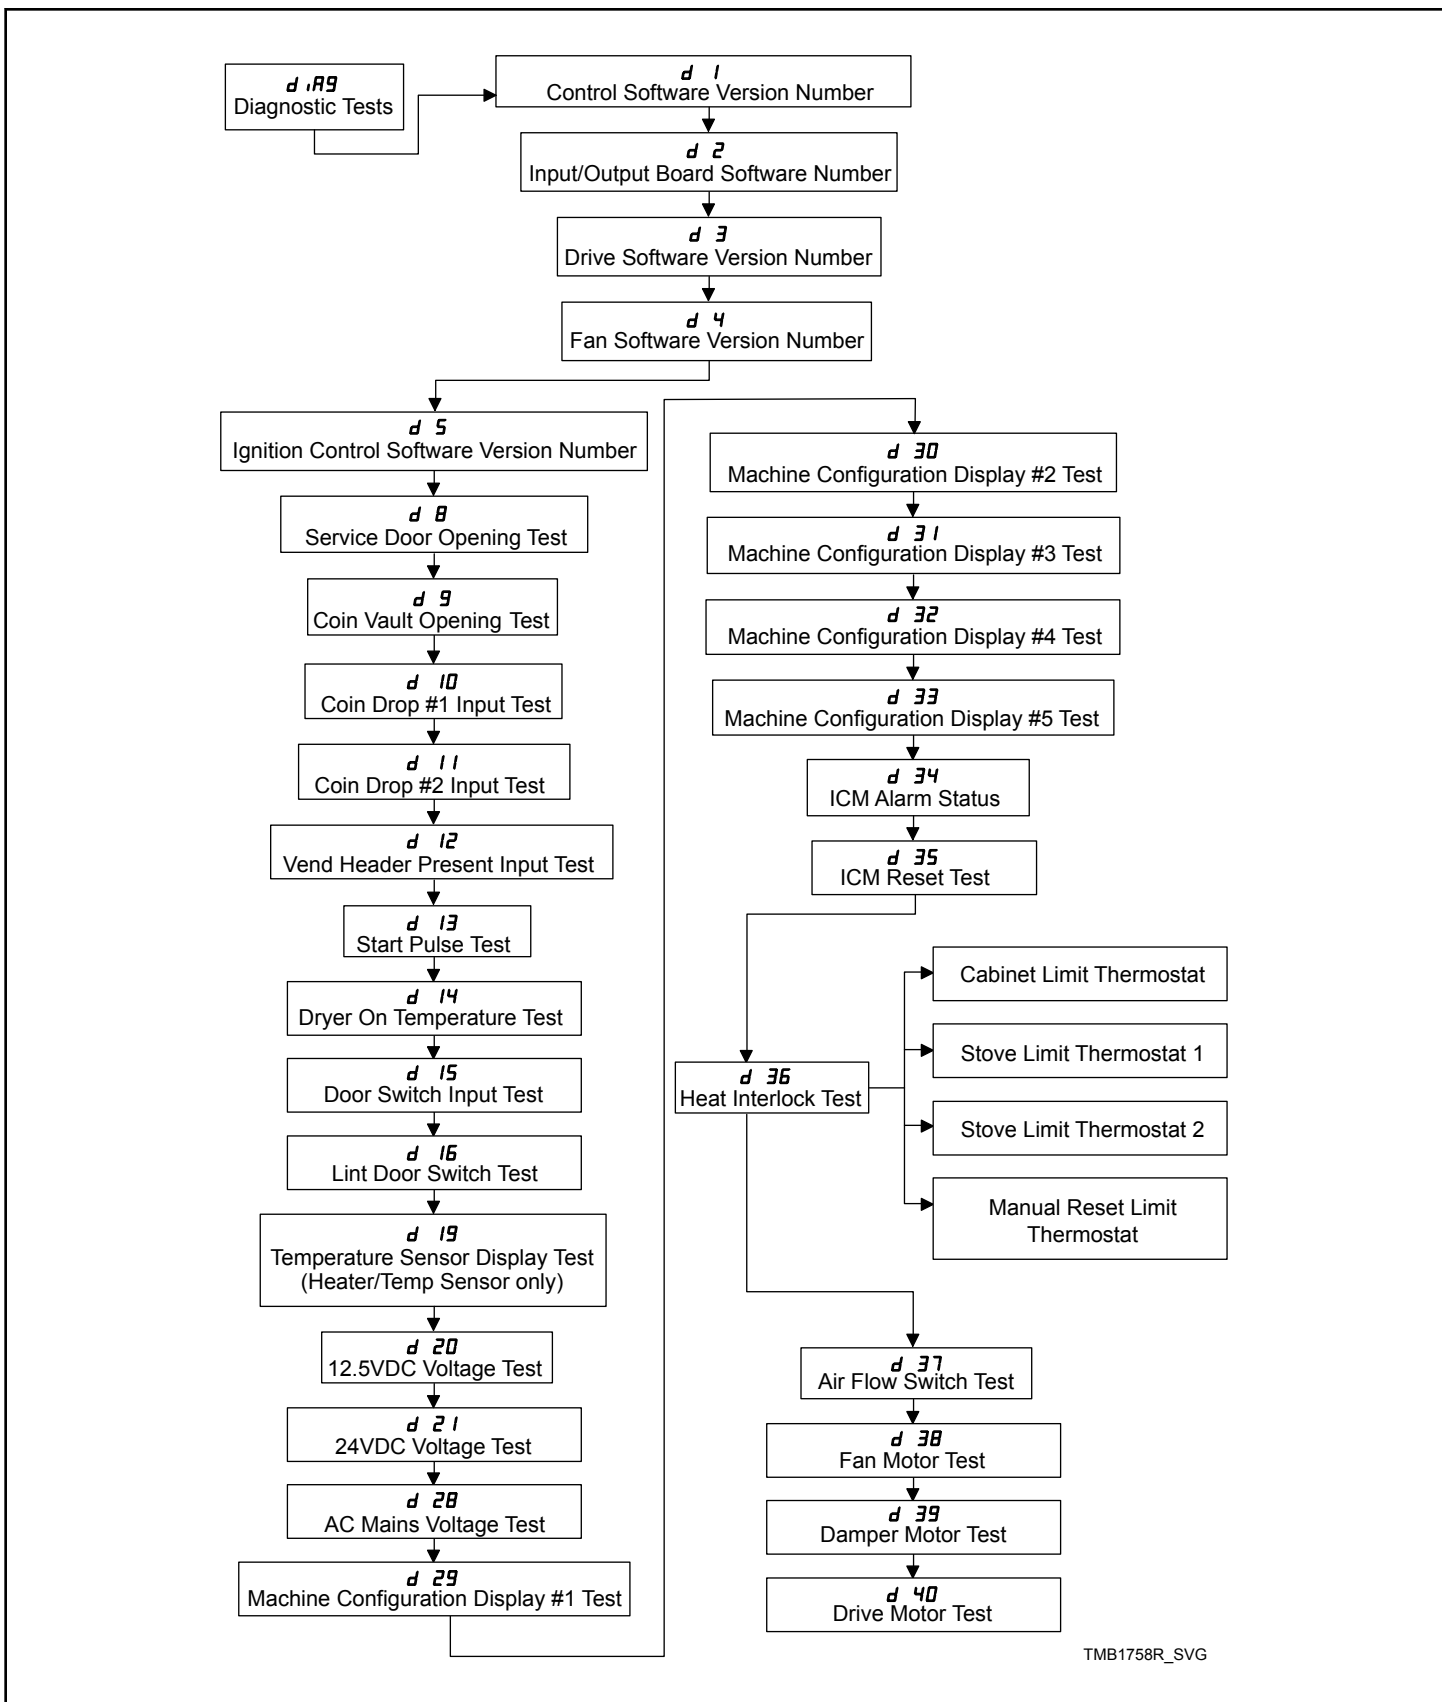 diA9
Diagnostic Tests
d 1
Control Software Version Number
d 2
Input/Output Board Software Number
d 3
Drive Software Version Number
d 4
Fan Software Version Number
d 5
Ignition Control Software Version Number
d 8
Service Door Opening Test
d 9
Coin Vault Opening Test
d 10
Coin Drop #1 Input Test
d 11
Coin Drop #2 Input Test
d 12
Vend Header Present Input Test
d 13
Start Pulse Test
d 14
Dryer On Temperature Test
d 15
Door Switch Input Test
d 16
Lint Door Switch Test
d 19
Temperature Sensor Display Test
(Heater/Temp Sensor only)
d 20
12.5VDC Voltage Test
d 21
24VDC Voltage Test
d 28
AC Mains Voltage Test
d 29
Machine Configuration Display #1 Test
d 30
Machine Configuration Display #2 Test
d 31
Machine Configuration Display #3 Test
d 32
Machine Configuration Display #4 Test
d 33
Machine Configuration Display #5 Test
d 34
ICM Alarm Status
d 35
ICM Reset Test
d 36
Heat Interlock Test
Cabinet Limit Thermostat
Stove Limit Thermostat 1
Stove Limit Thermostat 2
Manual Reset Limit
Thermostat
d 37
Air Flow Switch Test
d 38
Fan Motor Test
d 39
Damper Motor Test
d 40
Drive Motor Test
TMB1758R_SVG